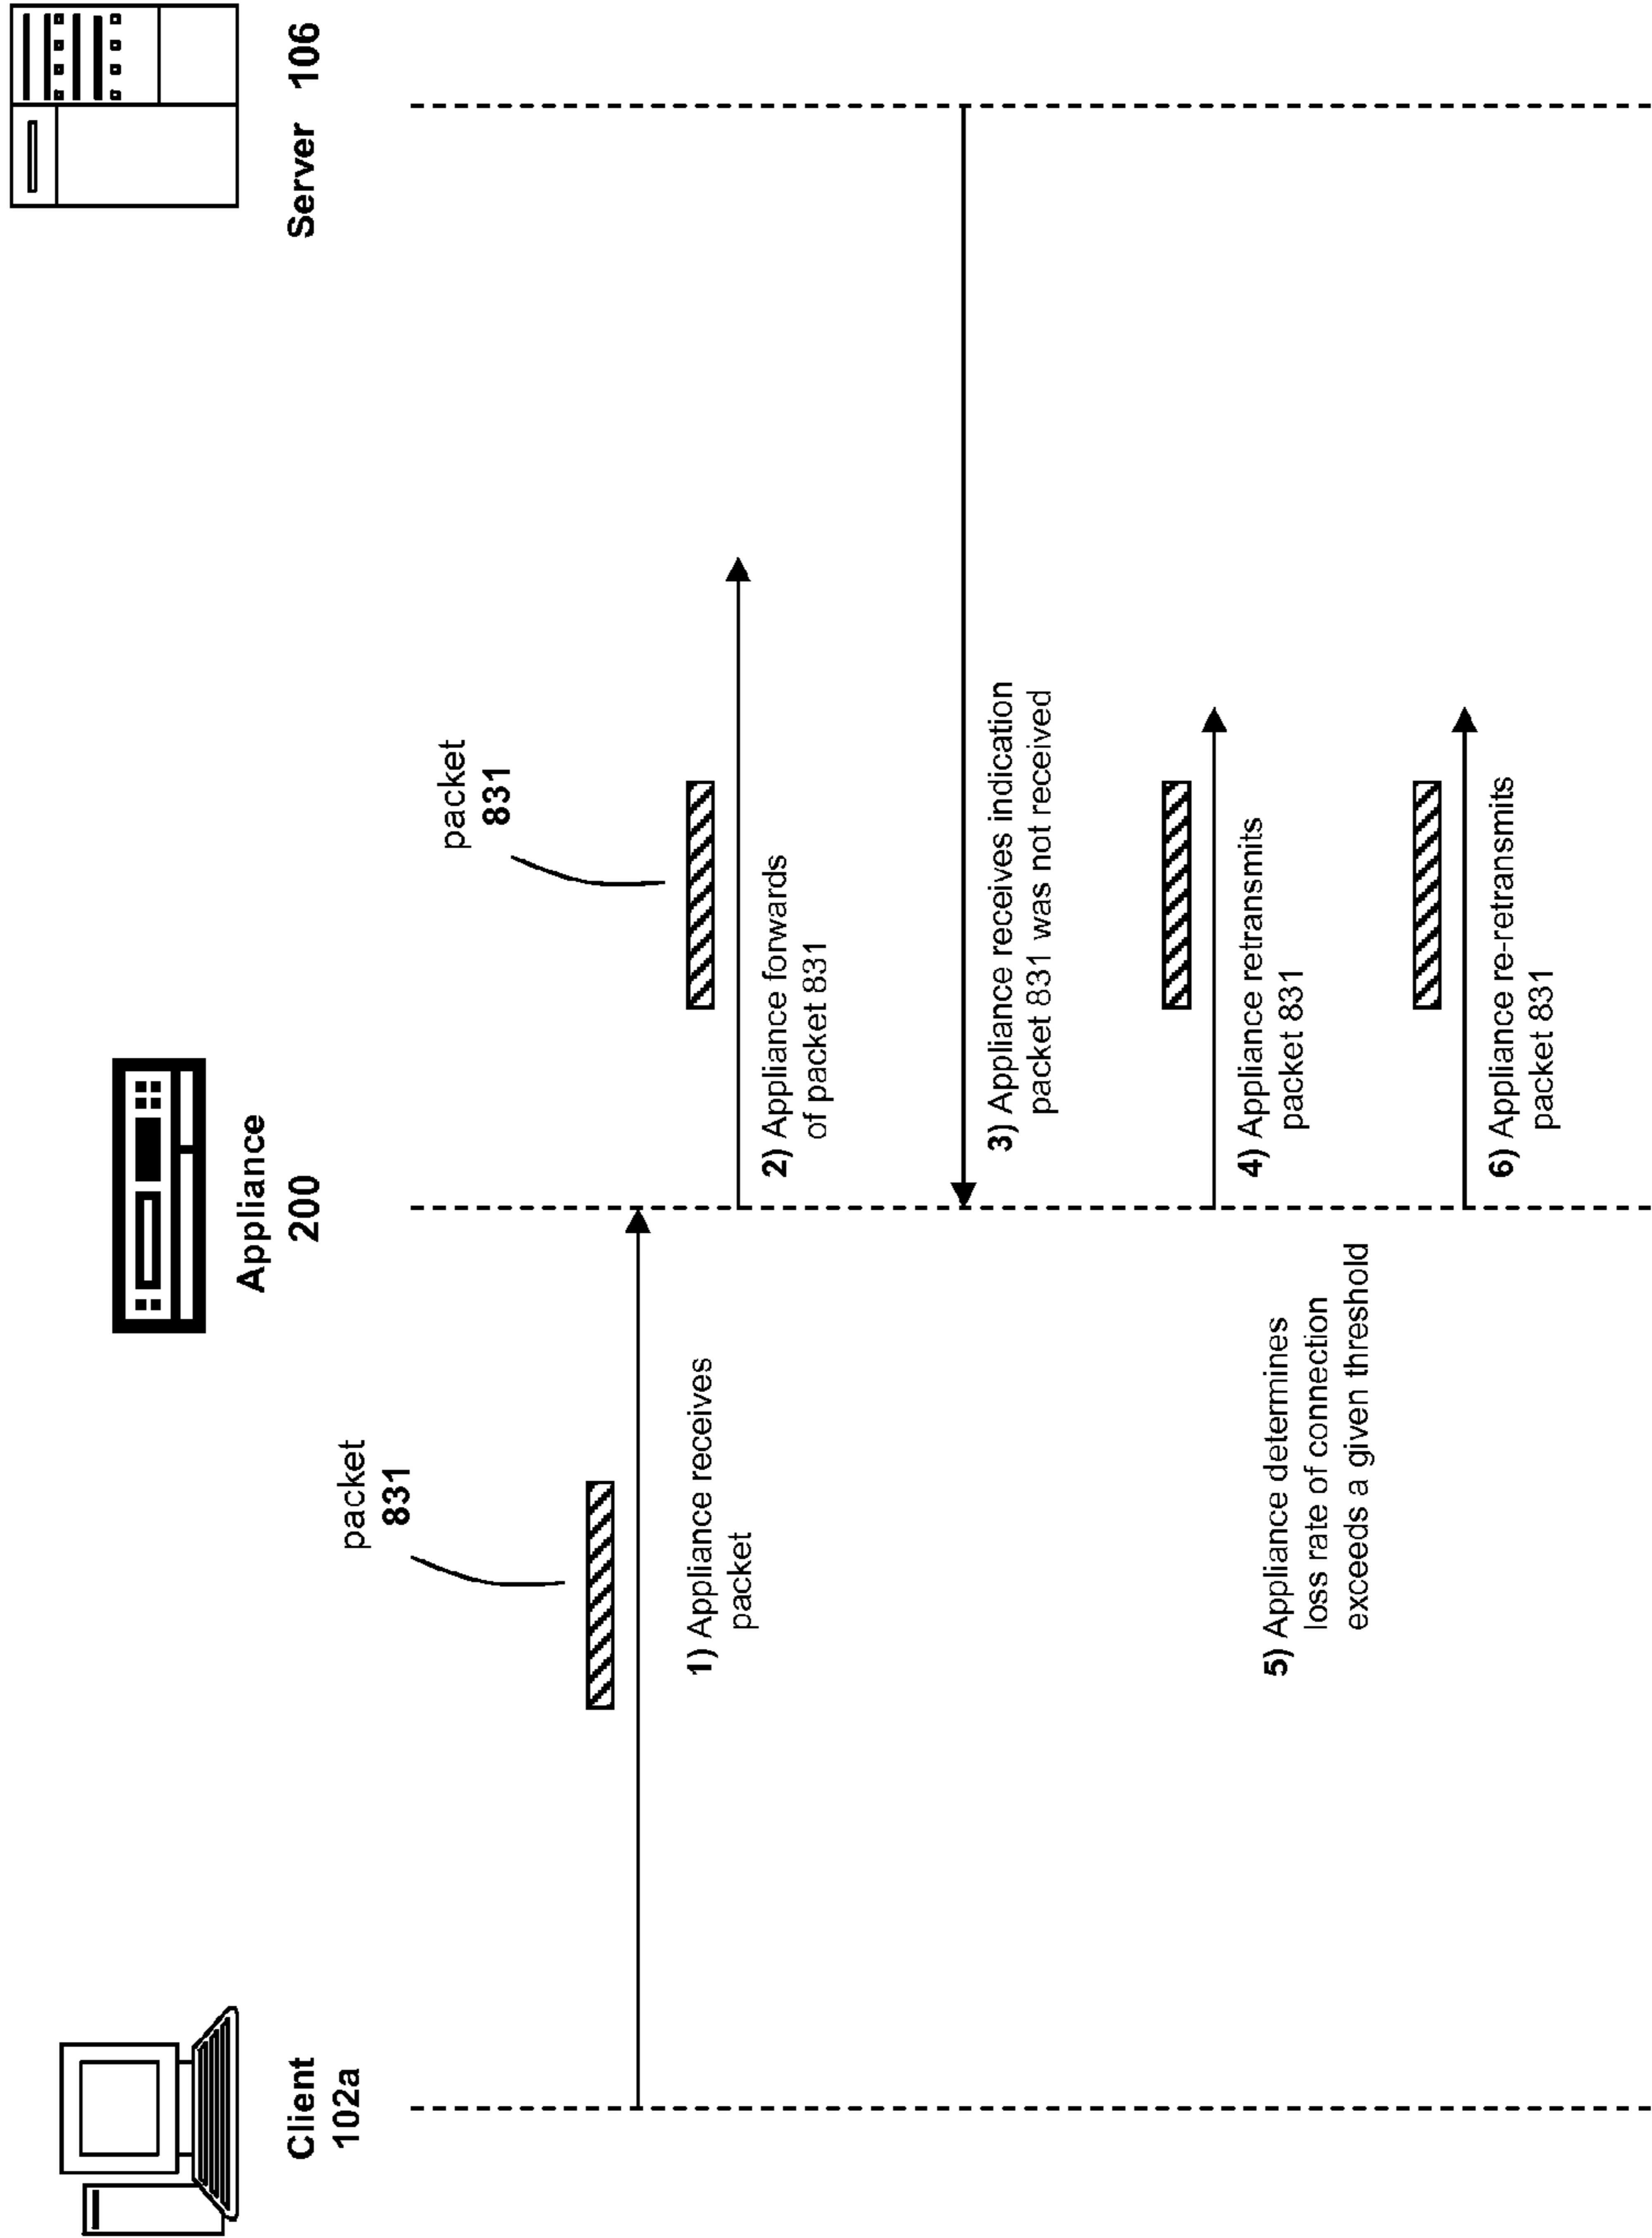 Client
102a
Appliance
200
Server 106
packet
831
1) Appliance receives
packet
packet
831
2) Appliance forwards
of packet 831
3) Appliance receives indication
packet 831 was not received
4) Appliance retransmits
packet 831
5) Appliance determines
loss rate of connection
exceeds a given threshold
6) Appliance re-retransmits
packet 831